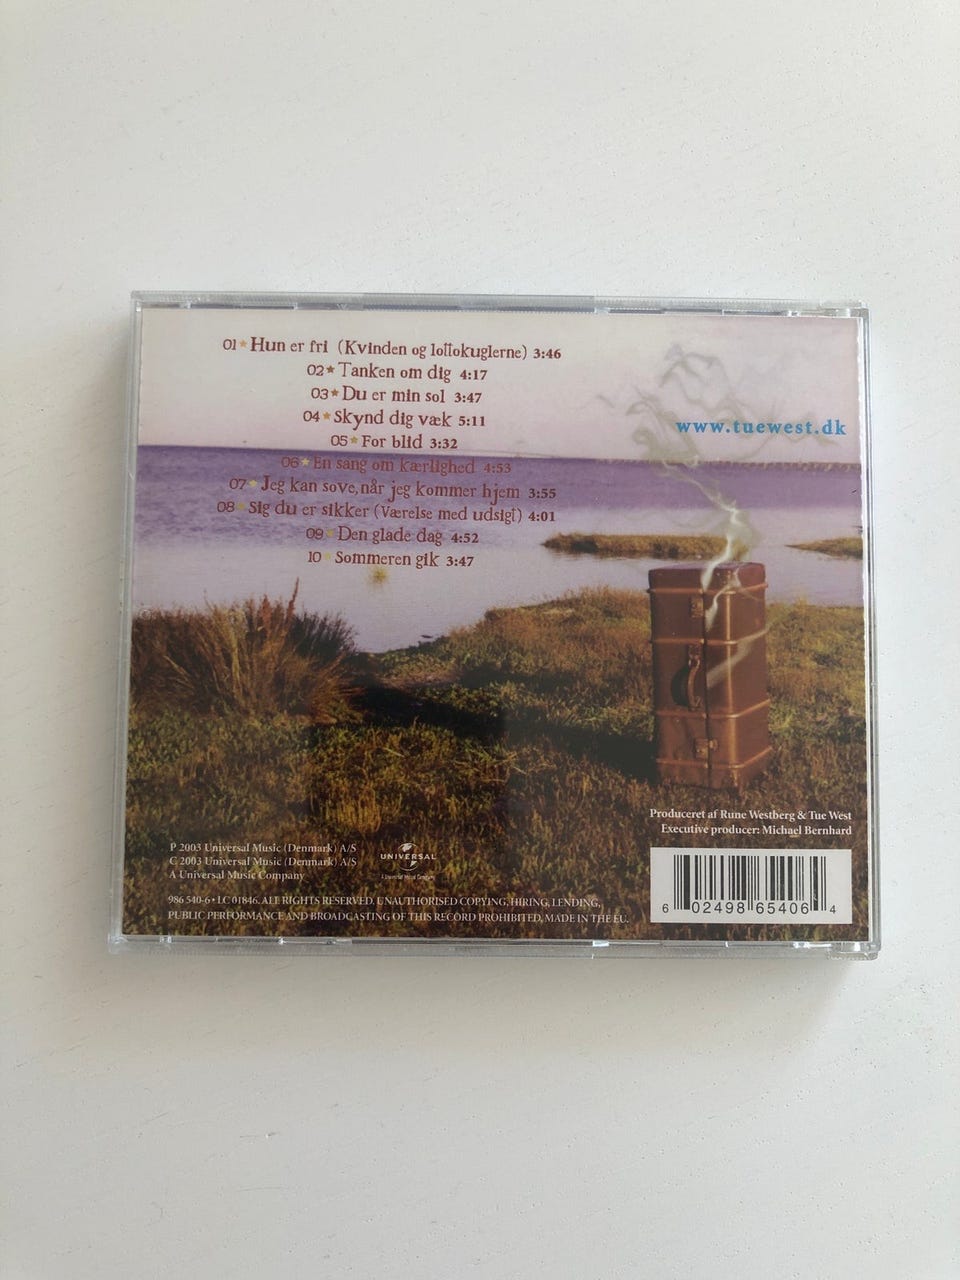 01★Hun er fri (Kvinden og lottokuglerne) 3:46
02★Tanken om dig 4:17
03★Du er min sol 3:47
04★Skynd dig væk 5:11
05★For blid 3:32
06★En sang om kærlighed 4:53
07★Jeg kan sove, når jeg kommer hjem 3:55
08★Sig du er sikker (Værelse med udsigt) 4:01
09★Den glade dag 4:52
10★Sommeren gik 3:47
www.tuewest.dk
Produceret af Rune Westberg & Tue West
Executive producer: Michael Bernhard
P 2003 Universal Music (Denmark) A/S
C 2003 Universal Music (Denmark) A/S
A Universal Music Company
UNIVERSAL
A Universal Music Company
986 540-6 • LC 01846. ALL RIGHTS RESERVED. UNAUTHORISED COPYING, HIRING, LENDING,
PUBLIC PERFORMANCE AND BROADCASTING OF THIS RECORD PROHIBITED, MADE IN THE EU.
6 02498 65406 4